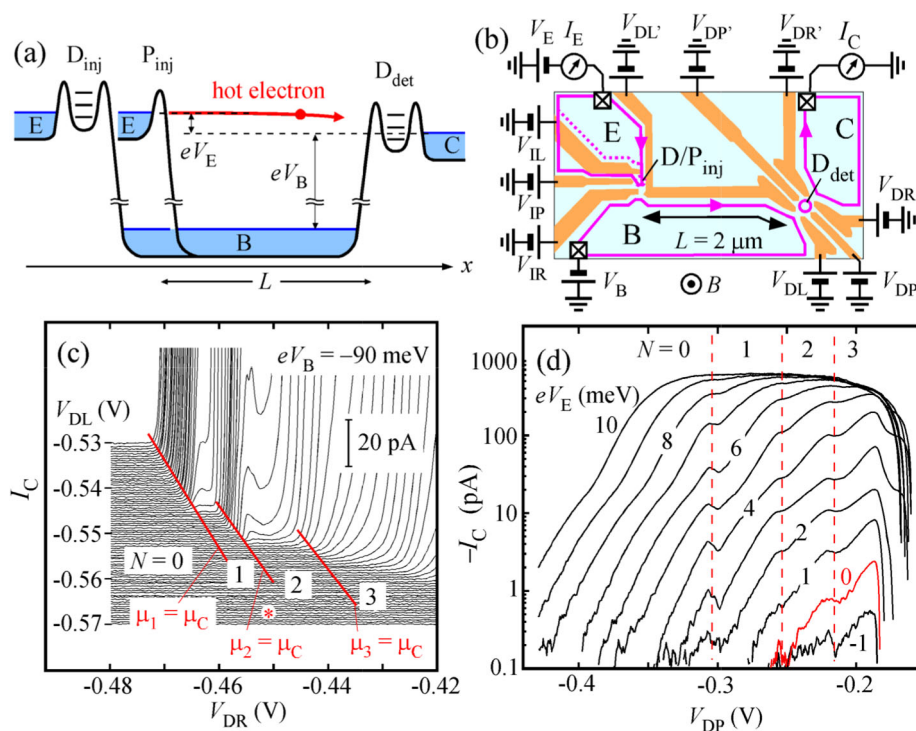 (a)
D_inj P_inj
D_det
hot electron
E E C
eV_E
eV_B
B
L x
(b)
V_E I_E V_DL' V_DP' V_DR' I_C
E C
V_IL
D/P_inj
D_det
V_IP
V_DR
B L = 2 μm
V_IR
V_B B V_DL V_DP
(c)
eV_B = –90 meV
V_DL
(V)
20 pA
-0.53
-0.54
I_C
-0.55
-0.56
-0.57
N = 0 1 2 3
*
μ_1 = μ_C
μ_2 = μ_C
μ_3 = μ_C
-0.48 -0.46 -0.44 -0.42
V_DR (V)
(d)
N = 0 1 2 3
1000
eV_E (meV)
10 8 6
100
4
–I_C (pA)
10
2
1
1
0
-1
0.1
-0.4 -0.3 -0.2
V_DP (V)